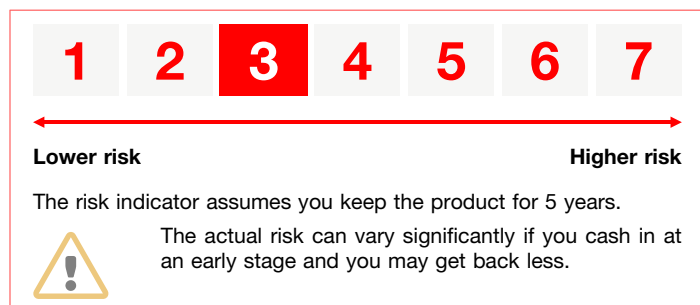 1 2 3 4 5 6 7
Lower risk Higher risk
The risk indicator assumes you keep the product for 5 years.
The actual risk can vary significantly if you cash in at
an early stage and you may get back less.